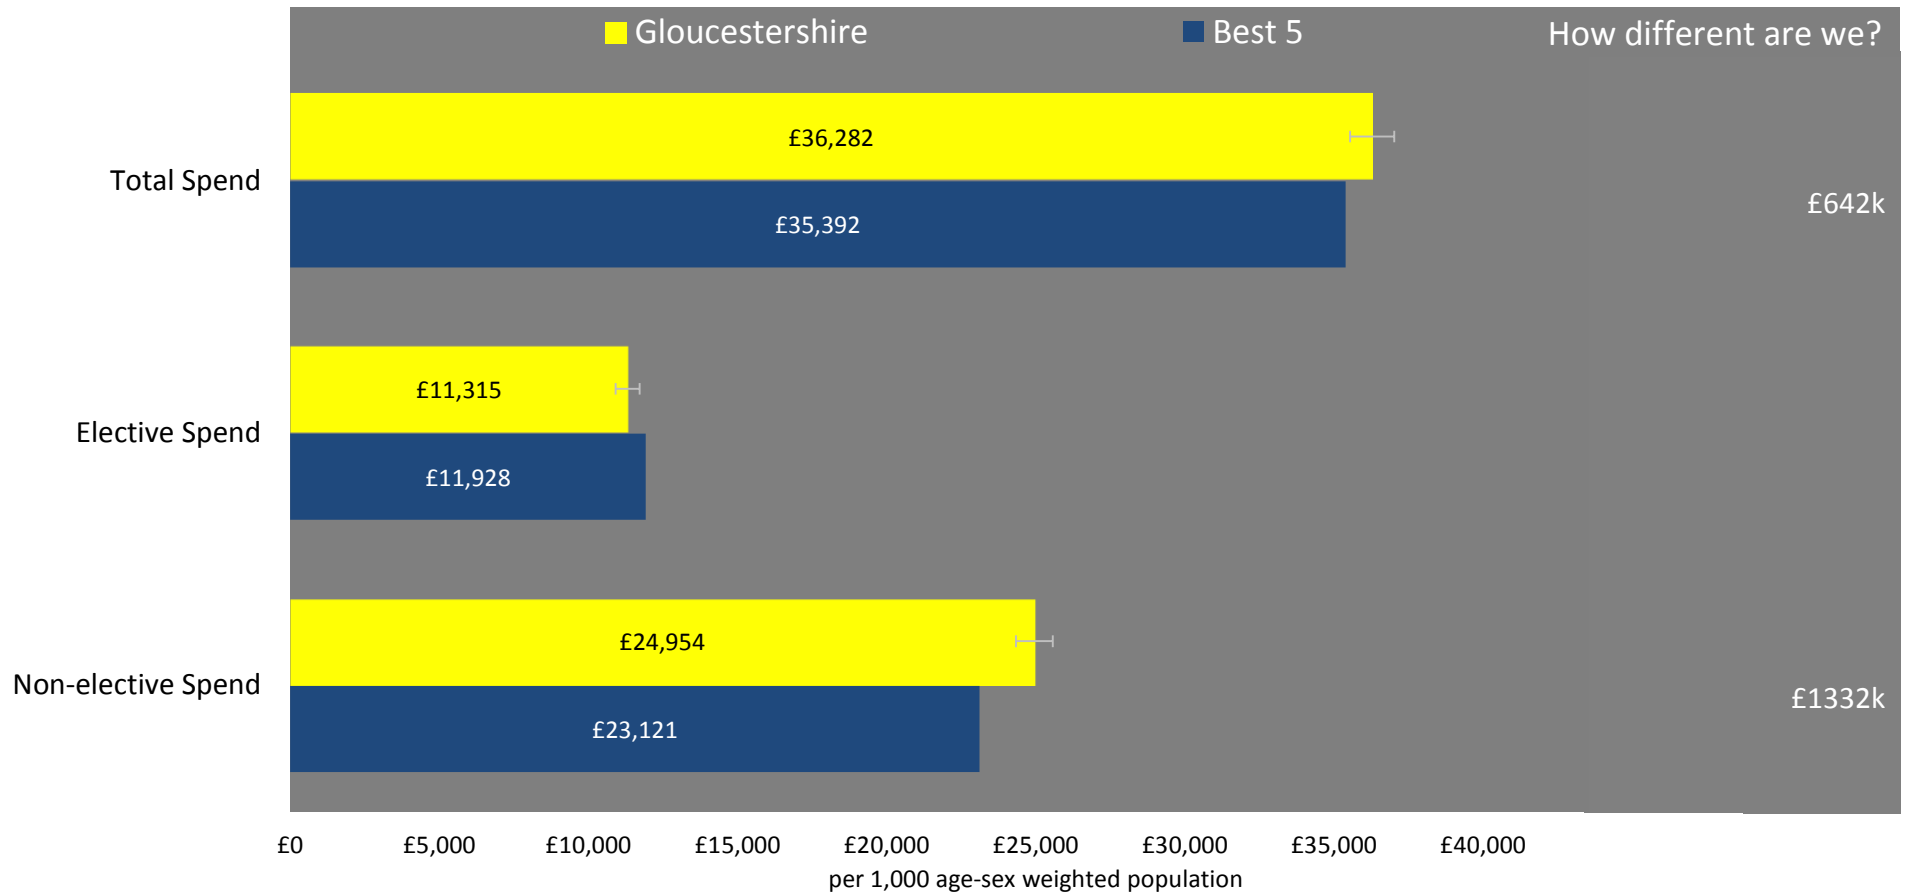 Gloucestershire
Best 5
How different are we?
Total Spend
£36,282
£35,392
£642k
Elective Spend
£11,315
£11,928
Non-elective Spend
£24,954
£23,121
£1332k
£0 £5,000 £10,000 £15,000 £20,000 £25,000 £30,000 £35,000 £40,000
per 1,000 age-sex weighted population